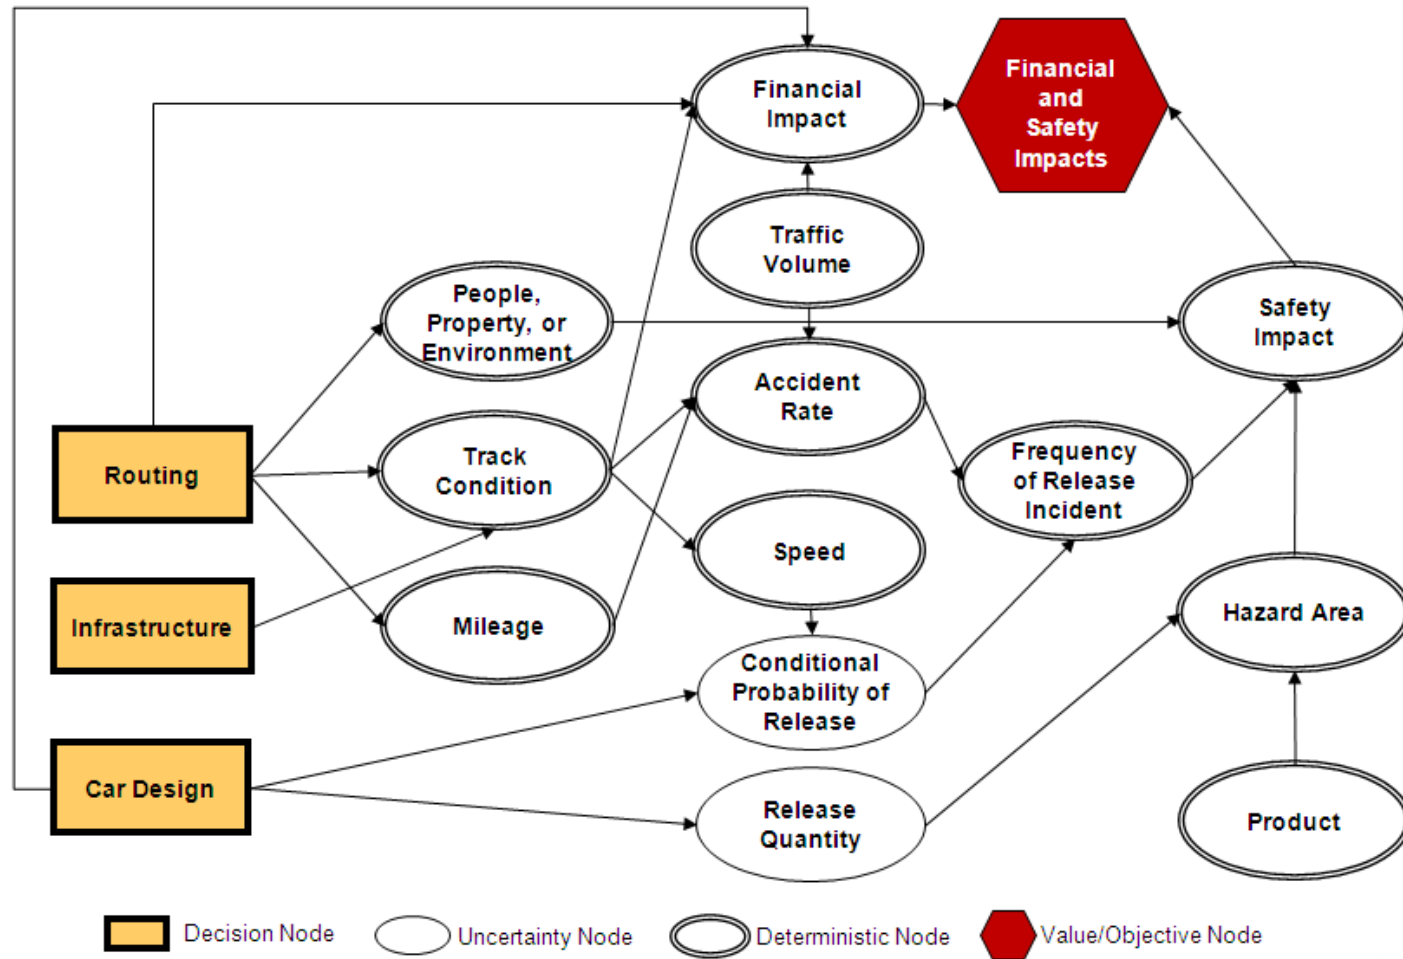 Financial
Impact
Financial
and
Safety
Impacts
Traffic
Volume
People,
Property, or
Environment
Safety
Impact
Accident
Rate
Routing
Track
Condition
Frequency
of Release
Incident
Speed
Infrastructure
Mileage
Hazard Area
Conditional
Probability of
Release
Car Design
Release
Quantity
Product
Decision Node
Uncertainty Node
Deterministic Node
Value/Objective Node